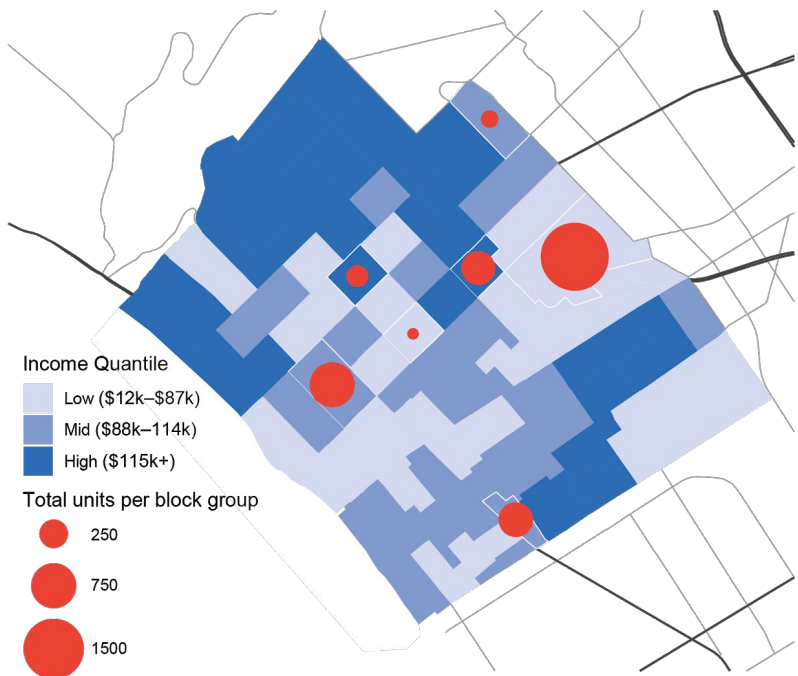 Income Quantile
Low ($12k–$87k)
Mid ($88k–114k)
High ($115k+)
Total units per block group
250
750
1500